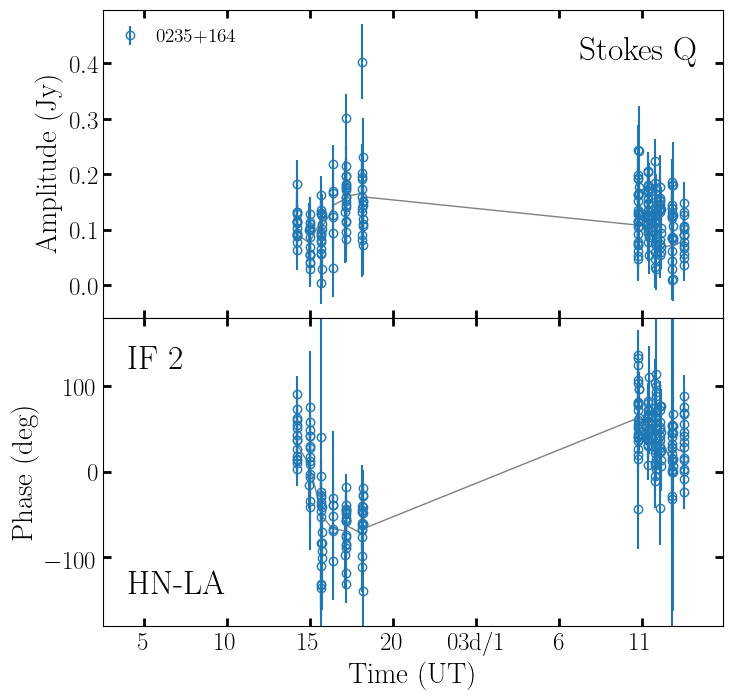 0235+164
Stokes Q
Amplitude (Jy)
0.4
0.3
0.2
0.1
0.0
IF 2
Phase (deg)
100
0
−100
HN-LA
5 10 15 20 03d/1 6 11
Time (UT)